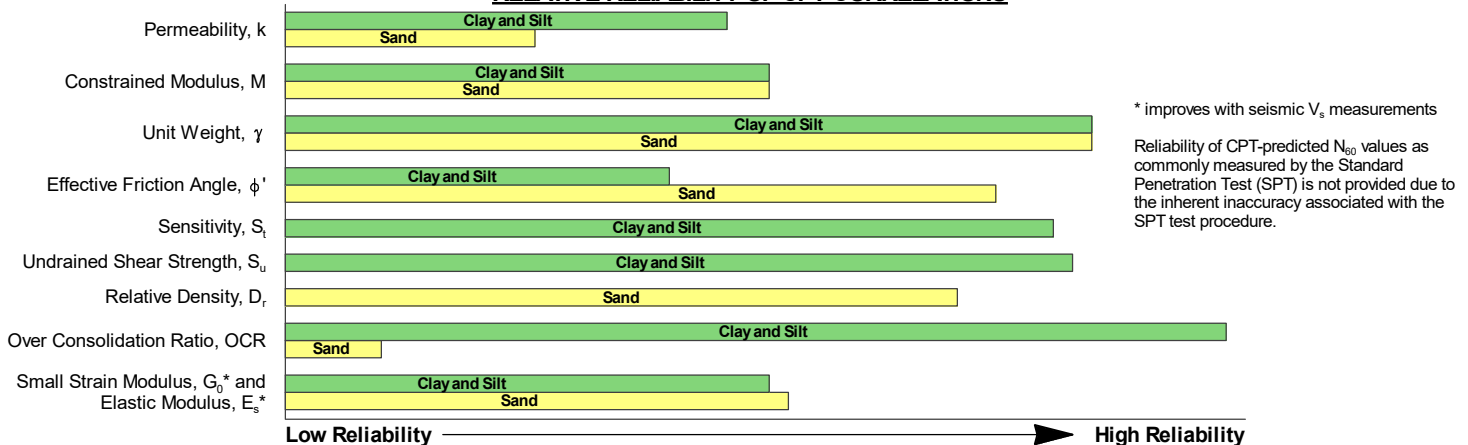 Permeability, k
Clay and Silt
Sand
Constrained Modulus, M
Clay and Silt
Sand
Unit Weight, γ
Clay and Silt
Sand
* improves with seismic Vs measurements
Reliability of CPT-predicted N60 values as
commonly measured by the Standard
Penetration Test (SPT) is not provided due to
the inherent inaccuracy associated with the
SPT test procedure.
Effective Friction Angle, ϕ'
Clay and Silt
Sand
Sensitivity, St
Clay and Silt
Undrained Shear Strength, Su
Clay and Silt
Relative Density, Dr
Sand
Over Consolidation Ratio, OCR
Clay and Silt
Sand
Small Strain Modulus, G0* and
Elastic Modulus, Es*
Clay and Silt
Sand
Low Reliability
High Reliability